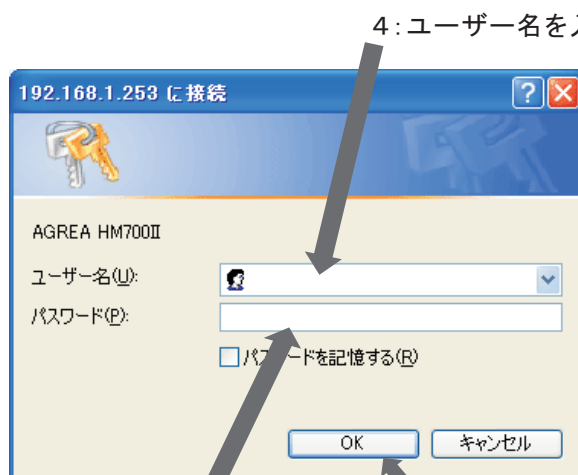 4:ユーザー名を
192.168.1.253 に接続
AGREA HM700II
ユーザー名(U):
パスワード(P):
パスワードを記憶する(R)
OK
キャンセル